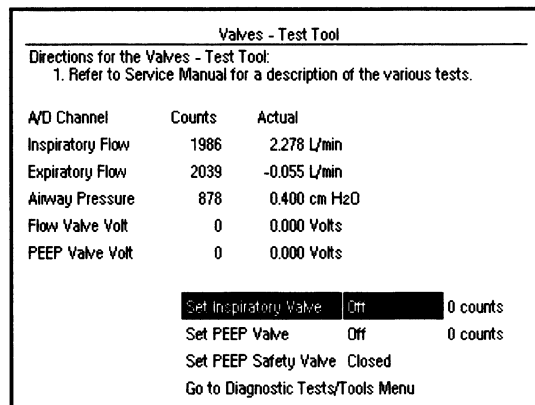 Valves - Test Tool
Directions for the Valves - Test Tool:
1. Refer to Service Manual for a description of the various tests.
A/D Channel Counts Actual
Inspiratory Flow 1986 2.278 L/min
Expiratory Flow 2039 -0.055 L/min
Airway Pressure 878 0.400 cm H2O
Flow Valve Volt 0 0.000 Volts
PEEP Valve Volt 0 0.000 Volts
Set Inspiratory Valve Off 0 counts
Set PEEP Valve Off 0 counts
Set PEEP Safety Valve Closed
Go to Diagnostic Tests/Tools Menu